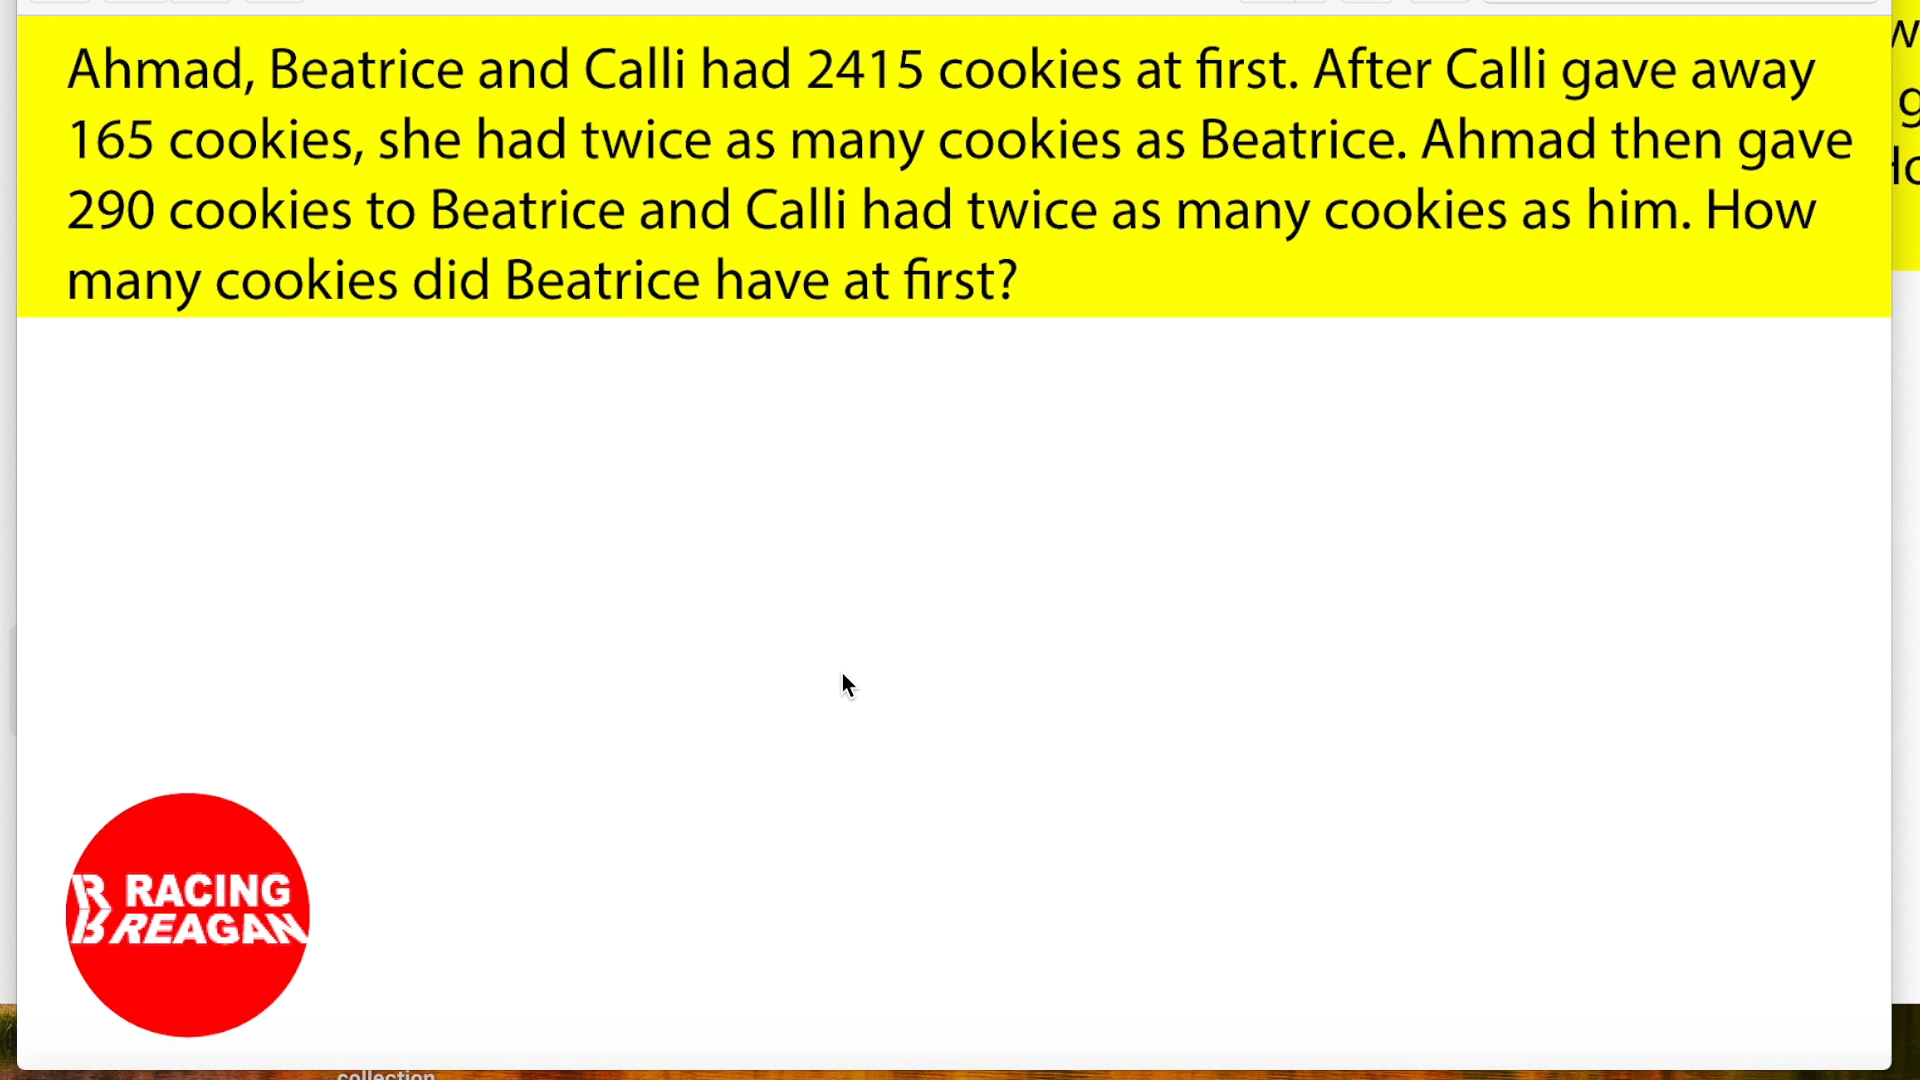 Ahmad, Beatrice and Calli had 2415 cookies at first. After Calli gave away
165 cookies, she had twice as many cookies as Beatrice. Ahmad then gave
290 cookies to Beatrice and Calli had twice as many cookies as him. How
many cookies did Beatrice have at first?
RACING
REAGAN
collection